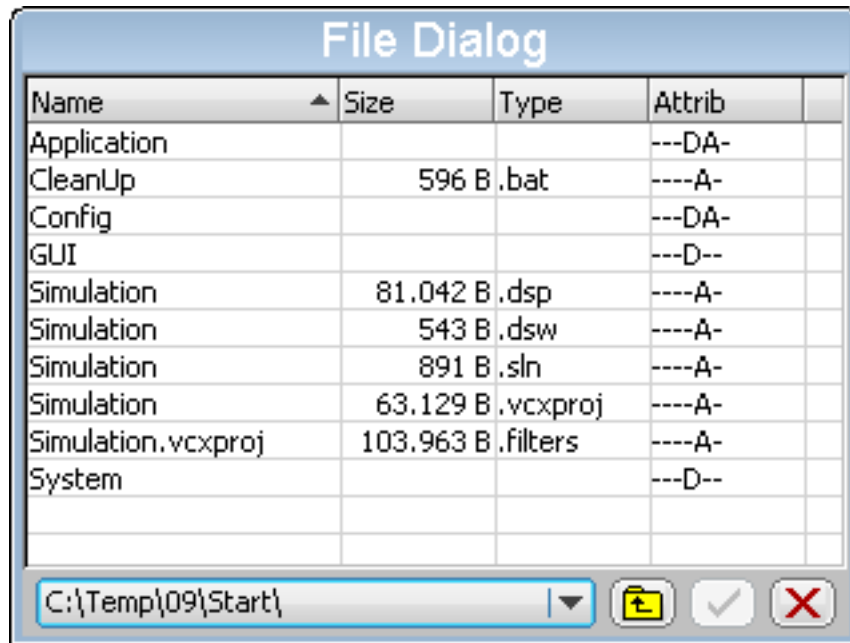 File Dialog
Name Size Type Attrib
Application ---DA-
CleanUp 596 B .bat ----A-
Config ---DA-
GUI ---D--
Simulation 81.042 B .dsp ----A-
Simulation 543 B .dsw ----A-
Simulation 891 B .sln ----A-
Simulation 63.129 B .vcxproj ----A-
Simulation.vcxproj 103.963 B .filters ----A-
System ---D--
C:\Temp\09\Start\